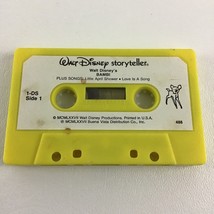 Walt Disney storyteller.
Walt Disney's
BAMBI
PLUS SONGS: Little April Shower • Love Is A Song
1-DS
Side 1
℗ MCMLXXVII Walt Disney Productions, Printed in U.S.A.
© MCMLXXVII Buena Vista Distribution Co., Inc.